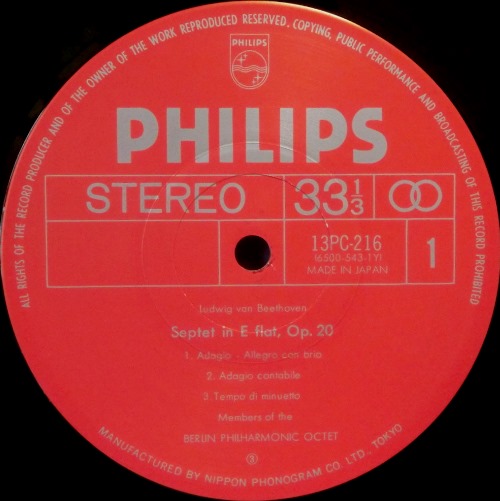 ALL RIGHTS OF THE RECORD PRODUCER AND OF THE OWNER OF THE WORK REPRODUCED RESERVED. COPYING, PUBLIC PERFORMANCE AND BROADCASTING OF THIS RECORD PROHIBITED
PHILIPS
PHILIPS
STEREO 33 1/3
13PC-216
(6500-543-1Y)
MADE IN JAPAN
1
Ludwig van Beethoven
Septet in E flat, Op. 20
1. Adagio - Allegro con brio
2. Adagio cantabile
3. Tempo di minuetto
Members of the
BERLIN PHILHARMONIC OCTET
③
MANUFACTURED BY NIPPON PHONOGRAM CO. LTD., TOKYO